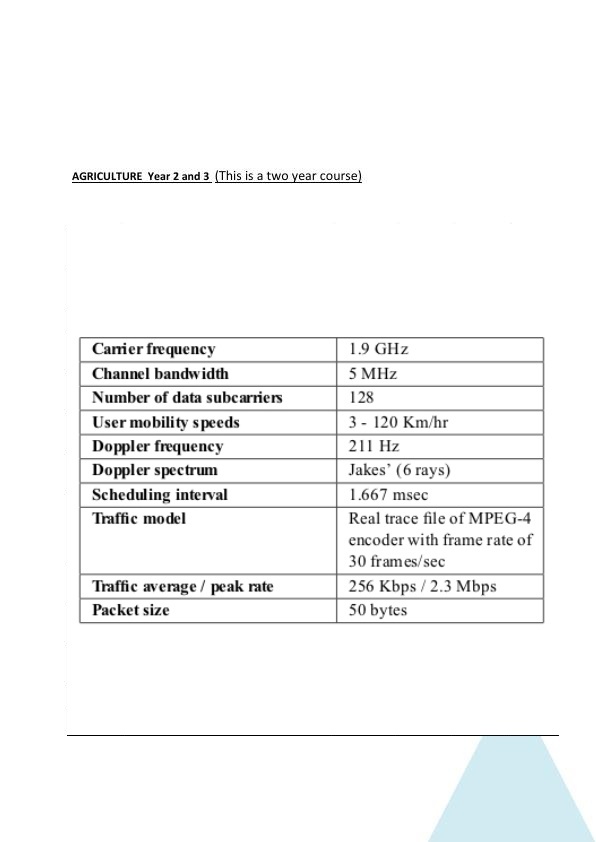 AGRICULTURE Year 2 and 3 (This is a two year course)
Carrier frequency 1.9 GHz
Channel bandwidth 5 MHz
Number of data subcarriers 128
User mobility speeds 3 - 120 Km/hr
Doppler frequency 211 Hz
Doppler spectrum Jakes’ (6 rays)
Scheduling interval 1.667 msec
Traffic model Real trace file of MPEG-4
encoder with frame rate of
30 frames/sec
Traffic average / peak rate 256 Kbps / 2.3 Mbps
Packet size 50 bytes